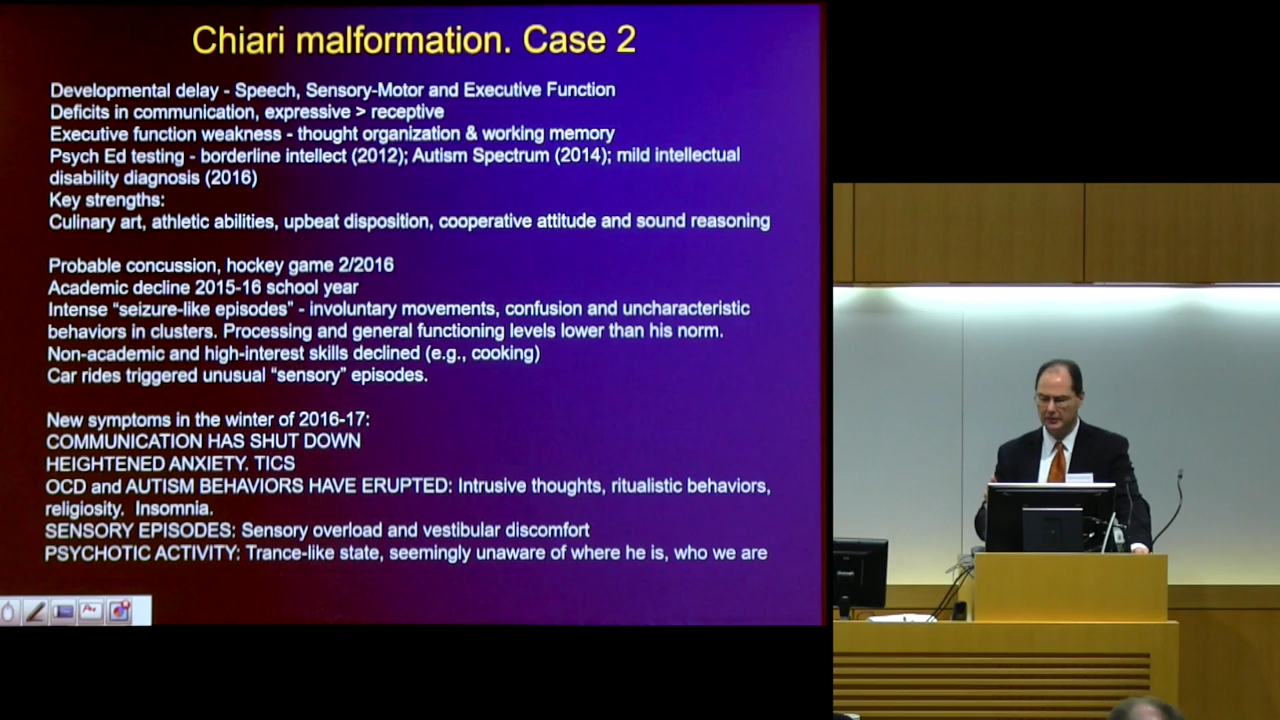 Chiari malformation. Case 2
Developmental delay - Speech, Sensory-Motor and Executive Function
Deficits in communication, expressive > receptive
Executive function weakness - thought organization & working memory
Psych Ed testing - borderline intellect (2012); Autism Spectrum (2014); mild intellectual
disability diagnosis (2016)
Key strengths:
Culinary art, athletic abilities, upbeat disposition, cooperative attitude and sound reasoning
Probable concussion, hockey game 2/2016
Academic decline 2015-16 school year
Intense “seizure-like episodes” - involuntary movements, confusion and uncharacteristic
behaviors in clusters. Processing and general functioning levels lower than his norm.
Non-academic and high-interest skills declined (e.g., cooking)
Car rides triggered unusual “sensory” episodes.
New symptoms in the winter of 2016-17:
COMMUNICATION HAS SHUT DOWN
HEIGHTENED ANXIETY. TICS
OCD and AUTISM BEHAVIORS HAVE ERUPTED: Intrusive thoughts, ritualistic behaviors,
religiosity.  Insomnia.
SENSORY EPISODES: Sensory overload and vestibular discomfort
PSYCHOTIC ACTIVITY: Trance-like state, seemingly unaware of where he is, who we are